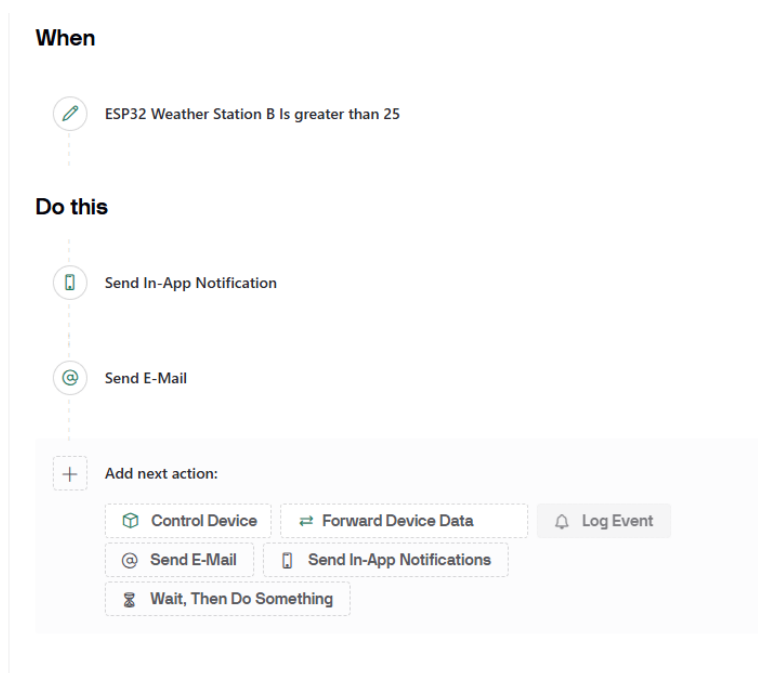 When
ESP32 Weather Station B Is greater than 25
Do this
Send In-App Notification
Send E-Mail
Add next action:
Control Device
Forward Device Data
Log Event
Send E-Mail
Send In-App Notifications
Wait, Then Do Something